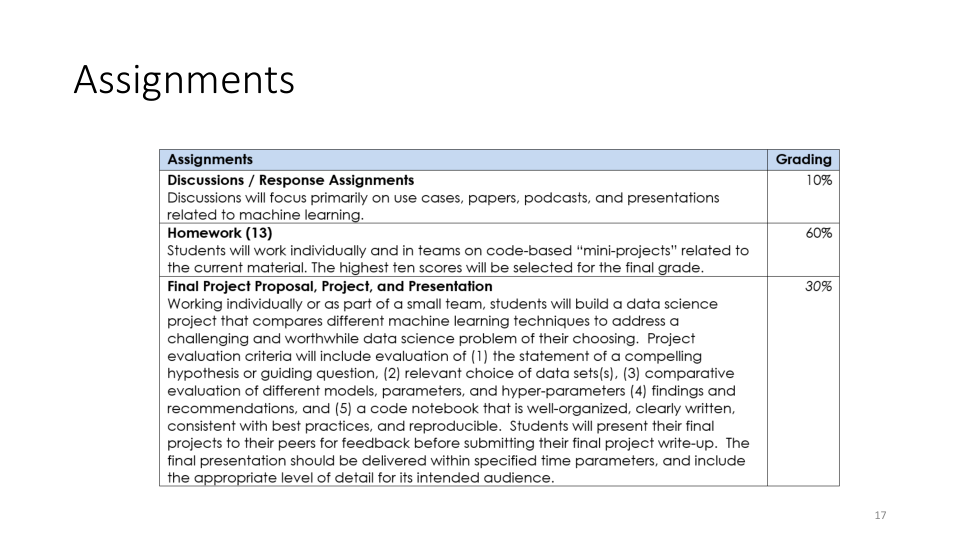 Assignments
Assignments Grading
Discussions / Response Assignments 10%
Discussions will focus primarily on use cases, papers, podcasts, and presentations
related to machine learning.
Homework (13) 60%
Students will work individually and in teams on code-based “mini-projects” related to
the current material. The highest ten scores will be selected for the final grade.
Final Project Proposal, Project, and Presentation 30%
Working individually or as part of a small team, students will build a data science
project that compares different machine learning techniques to address a
challenging and worthwhile data science problem of their choosing.  Project
evaluation criteria will include evaluation of (1) the statement of a compelling
hypothesis or guiding question, (2) relevant choice of data sets(s), (3) comparative
evaluation of different models, parameters, and hyper-parameters (4) findings and
recommendations, and (5) a code notebook that is well-organized, clearly written,
consistent with best practices, and reproducible.  Students will present their final
projects to their peers for feedback before submitting their final project write-up.  The
final presentation should be delivered within specified time parameters, and include
the appropriate level of detail for its intended audience.
17